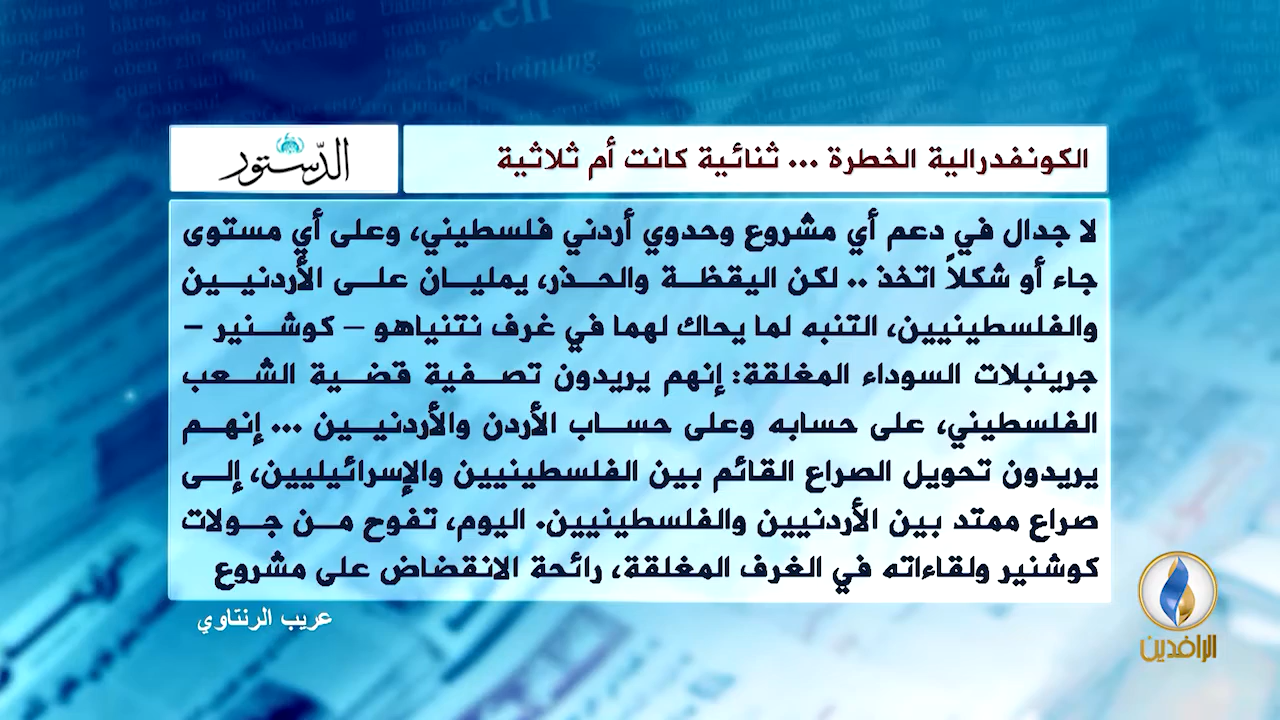 الكونفدرالية الخطرة ... ثنائية كانت أم ثلاثية
الدّستور
لا جدال في دعم أي مشروع وحدوي أردني فلسطيني، وعلى أي مستوى
جاء أو شكلاً اتخذ .. لكن اليقظة والحذر، يمليان على الأردنيين
والفلسطينيين، التنبه لما يحاك لهما في غرف نتنياهو – كوشنير –
جرينبلات السوداء المغلقة: إنهم يريدون تصفية قضية الشعب
الفلسطيني، على حسابه وعلى حساب الأردن والأردنيين ... إنهم
يريدون تحويل الصراع القائم بين الفلسطينيين والإسرائيليين، إلى
صراع ممتد بين الأردنيين والفلسطينيين. اليوم، تفوح من جولات
كوشنير ولقاءاته في الغرف المغلقة، رائحة الانقضاض على مشروع
عريب الرنتاوي
الرافدين